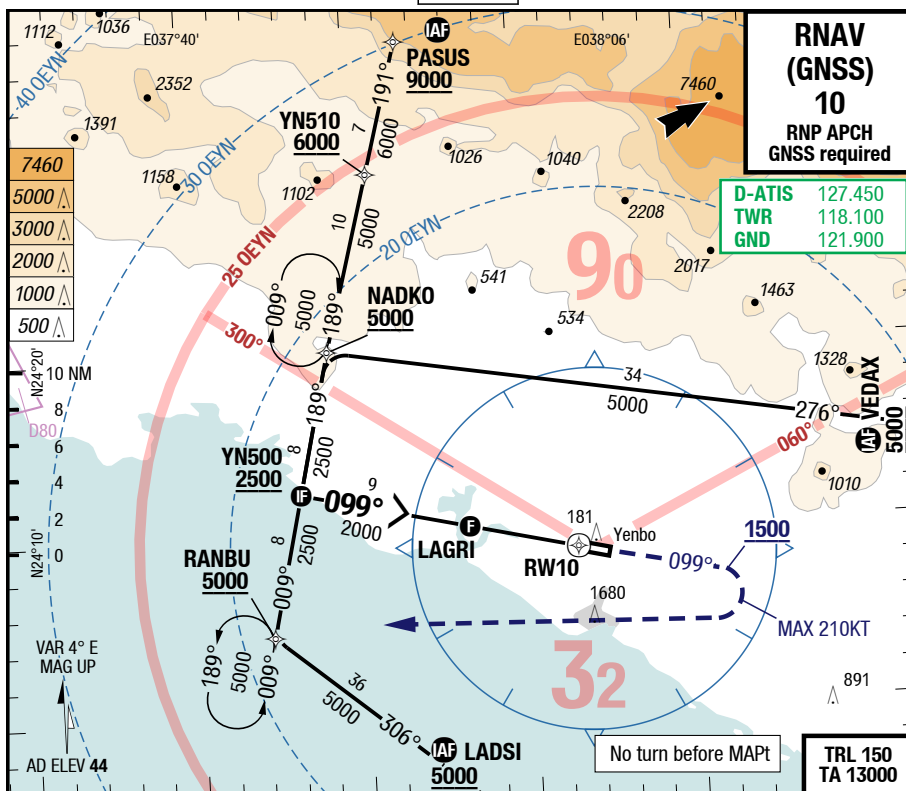 1112
1036
E037°40'
IAF
PASUS
9000
E038°06'
RNAV
(GNSS)
10
RNP APCH
GNSS required
40 OEYN
2352
191°
7460
YN510
6000
7
6000
1391
30 OEYN
1026
1040
7460
5000
3000
2000
1000
500
1158
1102
10
5000
20 OEYN
2208
D-ATIS 127.450
TWR 118.100
GND 121.900
25 OEYN
90
2017
009°
5000
189°
NADKO
5000
541
1463
534
300°
N24°20'
10 NM
8
6
4
2
0
D80
1328
34
5000
276°
IAF VEDAX
5000
060°
189°
8
2500
YN500
2500
IF
099°
9
2000
1010
F
LAGRI
181
Yenbo
RW10
1500
099°
N24°10'
8
2500
RANBU
5000
009°
1680
MAX 210KT
32
VAR 4° E
MAG UP
189°
5000
009°
36
5000
306°
891
IAF LADSI
5000
No turn before MAPt
AD ELEV 44
TRL 150
TA 13000